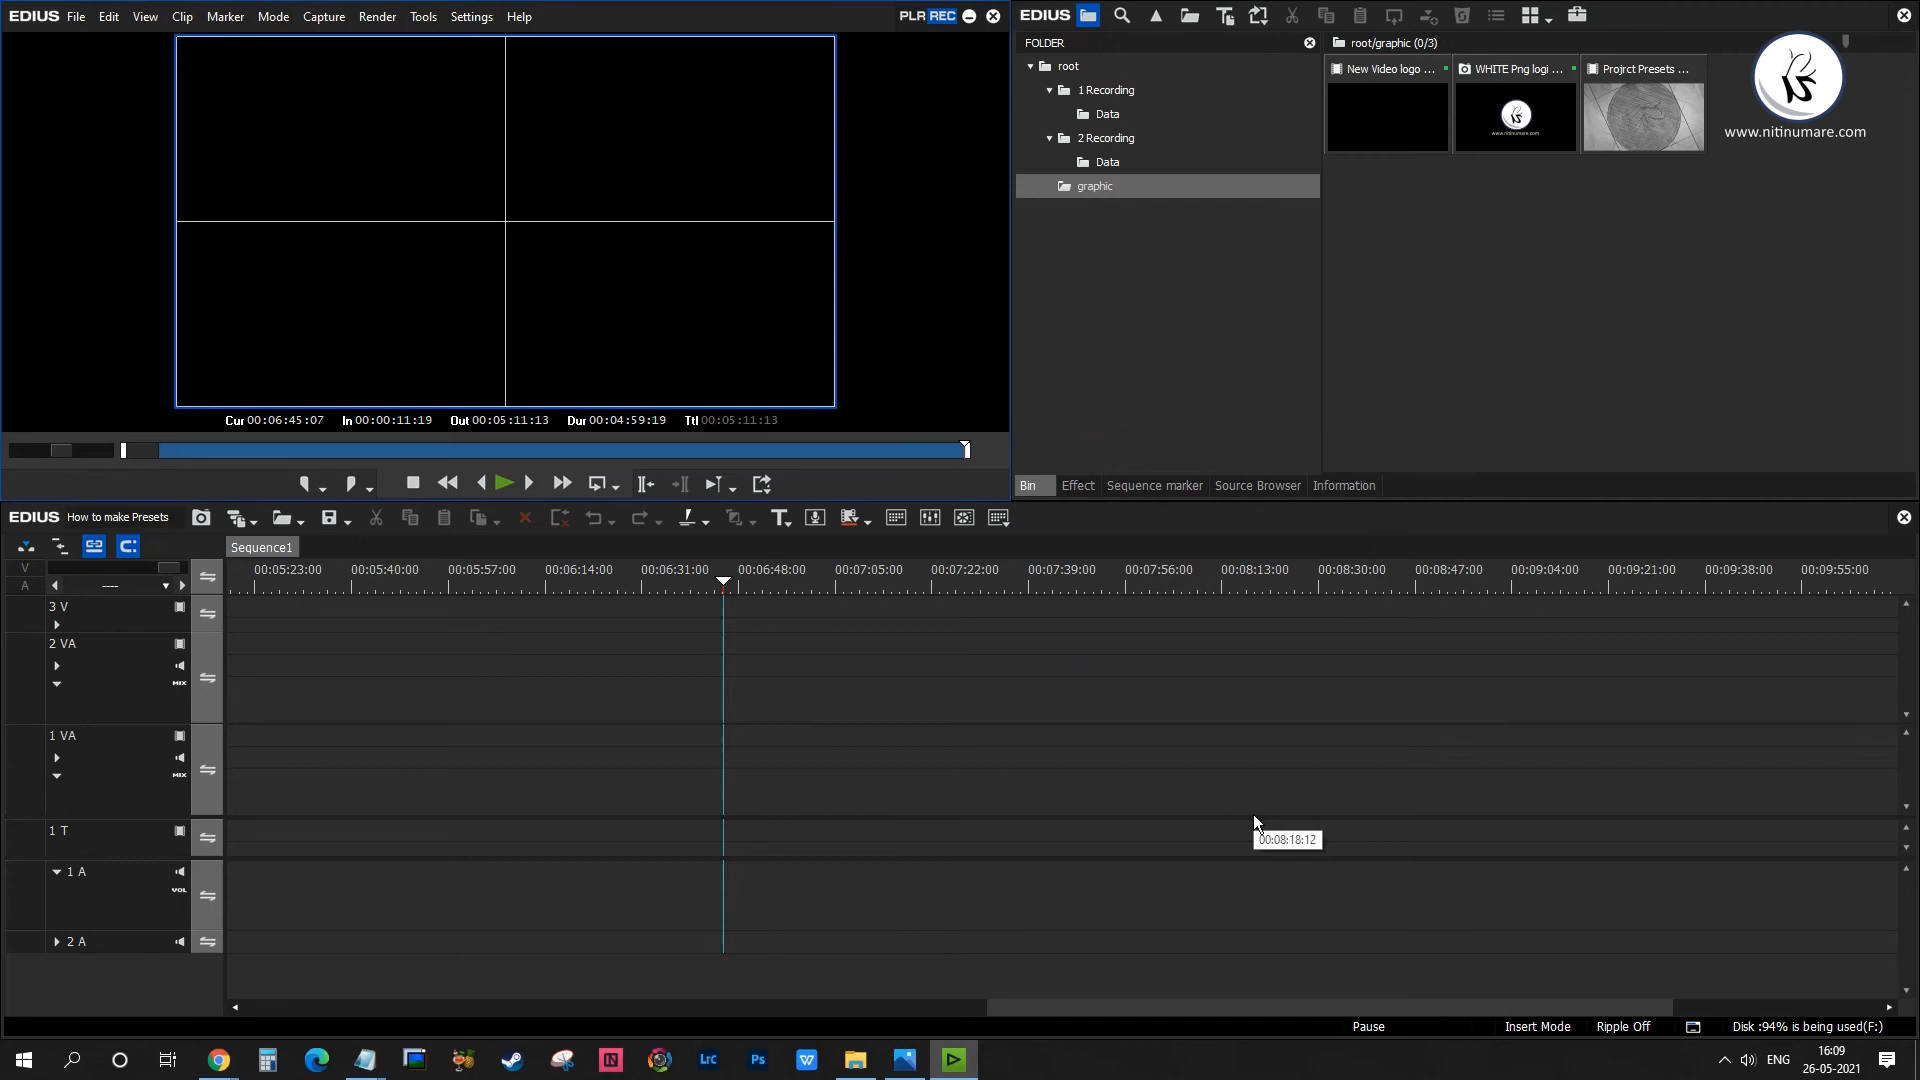 EDIUS File Edit View Clip Marker Mode Capture Render Tools Settings Help PLR REC
Cur 00:06:45:07 In 00:00:11:19 Out 00:05:11:13 Dur 00:04:59:19 Ttl 00:05:11:13
EDIUS
FOLDER
root
1 Recording
Data
2 Recording
Data
graphic
root/graphic (0/3)
New Video logo ... WHITE Png logi ... Projrct Presets ...
www.nitinumare.com
www.nitinumare.com
Bin Effect Sequence marker Source Browser Information
EDIUS How to make Presets
Sequence1
V
A ----
00:05:23:00 00:05:40:00 00:05:57:00 00:06:14:00 00:06:31:00 00:06:48:00 00:07:05:00 00:07:22:00 00:07:39:00 00:07:56:00 00:08:13:00 00:08:30:00 00:08:47:00 00:09:04:00 00:09:21:00 00:09:38:00 00:09:55:00
3 V
2 VA
MIX
1 VA
MIX
1 T
00:08:18:12
1 A
VOL
2 A
Pause Insert Mode Ripple Off Disk :94% is being used(F:)
Lrc Ps W ENG 16:09
26-05-2021